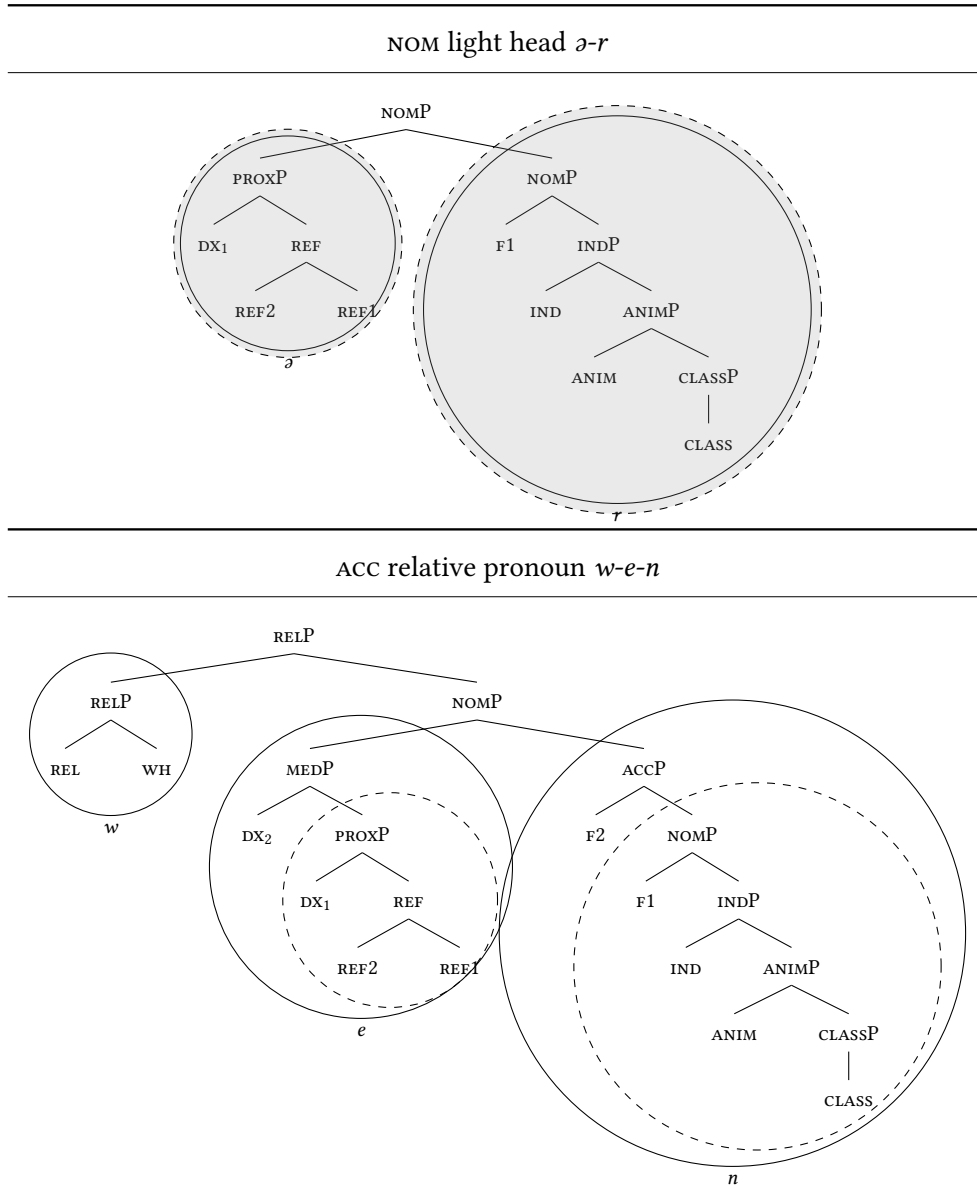 NOM light head ə-r
NOMP
PROXP NOMP
DX1 REF F1 INDP
REF2 REF1 IND ANIMP
ə
ANIM CLASSP
CLASS
r
ACC relative pronoun w-e-n
RELP
RELP NOMP
REL WH MEDP ACCP
w
DX2 PROXP F2 NOMP
DX1 REF F1 INDP
REF2 REF1 IND ANIMP
e
ANIM CLASSP
CLASS
n